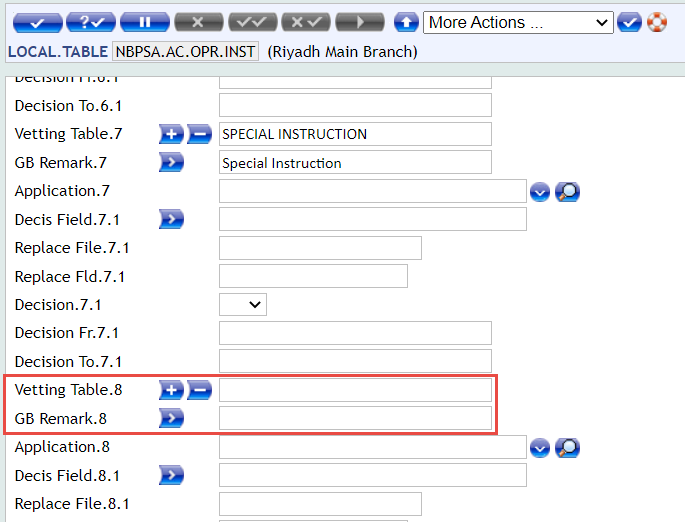 More Actions ...
LOCAL.TABLE NBPSA.AC.OPR.INST (Riyadh Main Branch)
Decision Fr.6.1
Decision To.6.1
Vetting Table.7 SPECIAL INSTRUCTION
GB Remark.7 Special Instruction
Application.7
Decis Field.7.1
Replace File.7.1
Replace Fld.7.1
Decision.7.1
Decision Fr.7.1
Decision To.7.1
Vetting Table.8
GB Remark.8
Application.8
Decis Field.8.1
Replace File.8.1